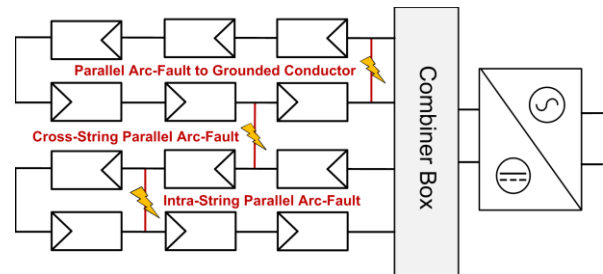 Parallel Arc-Fault to Grounded Conductor
Cross-String Parallel Arc-Fault
Intra-String Parallel Arc-Fault
Combiner Box